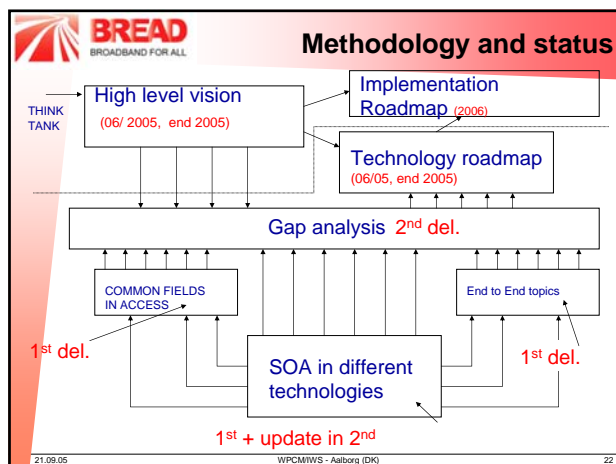 BREAD
BROADBAND FOR ALL
Methodology and status
THINK
TANK
High level vision
(06/ 2005, end 2005)
Implementation
Roadmap (2006)
Technology roadmap
(06/05, end 2005)
Gap analysis 2nd del.
COMMON FIELDS
IN ACCESS
End to End topics
1st del.
SOA in different
technologies
1st del.
1st + update in 2nd
21.09.05
WPCM/IWS - Aalborg (DK)
22